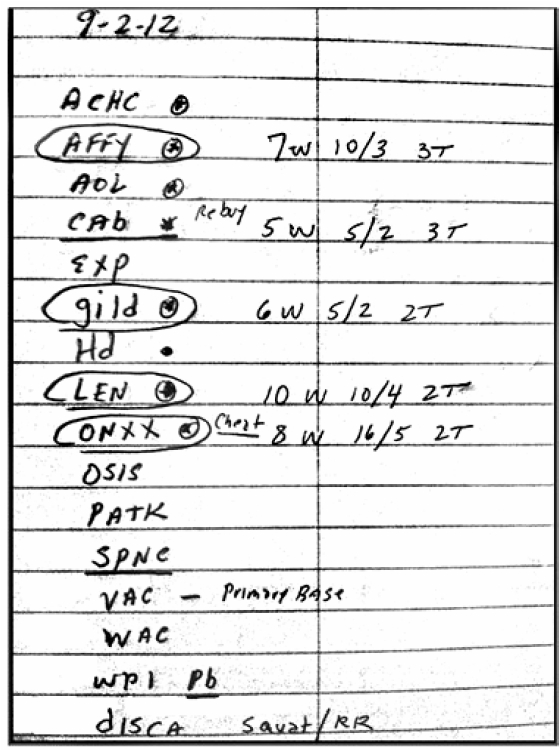 9-2-12
ACHC
AFFY 7W 10/3 3T
AOL
CAb Rebuy 5W 5/2 3T
EXP
gild 6W 5/2 2T
Hd
LEN 10 W 10/4 2T
ONXX Cheat 8 W 16/5 2T
OSIS
PATK
SPNC
VAC - Primary BASE
WAC
WPI Pb
dISCA /RR